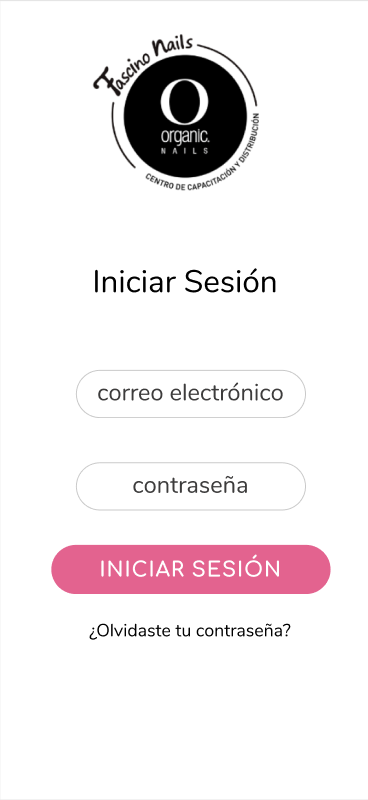 Fascino Nails
O
organic.
NAILS
CENTRO DE CAPACITACIÓN Y DISTRIBUCIÓN
Iniciar Sesión
correo electrónico
contraseña
INICIAR SESIÓN
¿Olvidaste tu contraseña?